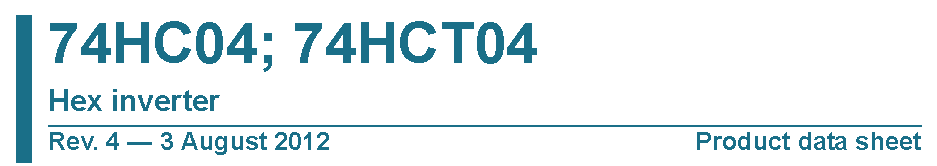 74HC04; 74HCT04
Hex inverter
Rev. 4 — 3 August 2012 Product data sheet